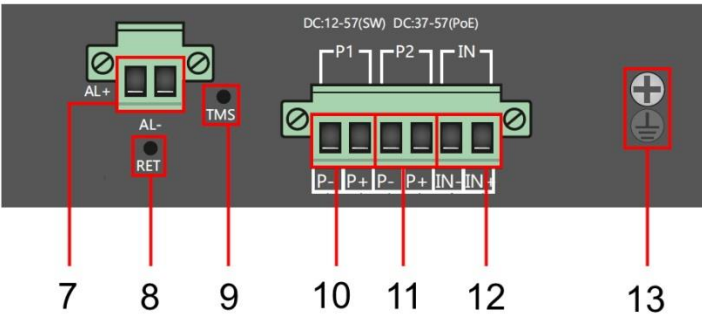 DC:12-57(SW) DC:37-57(PoE)
P1 P2 IN
AL+
TMS
AL-
RET
P- P+ P- P+ IN- IN+
7 8 9 10 11 12 13